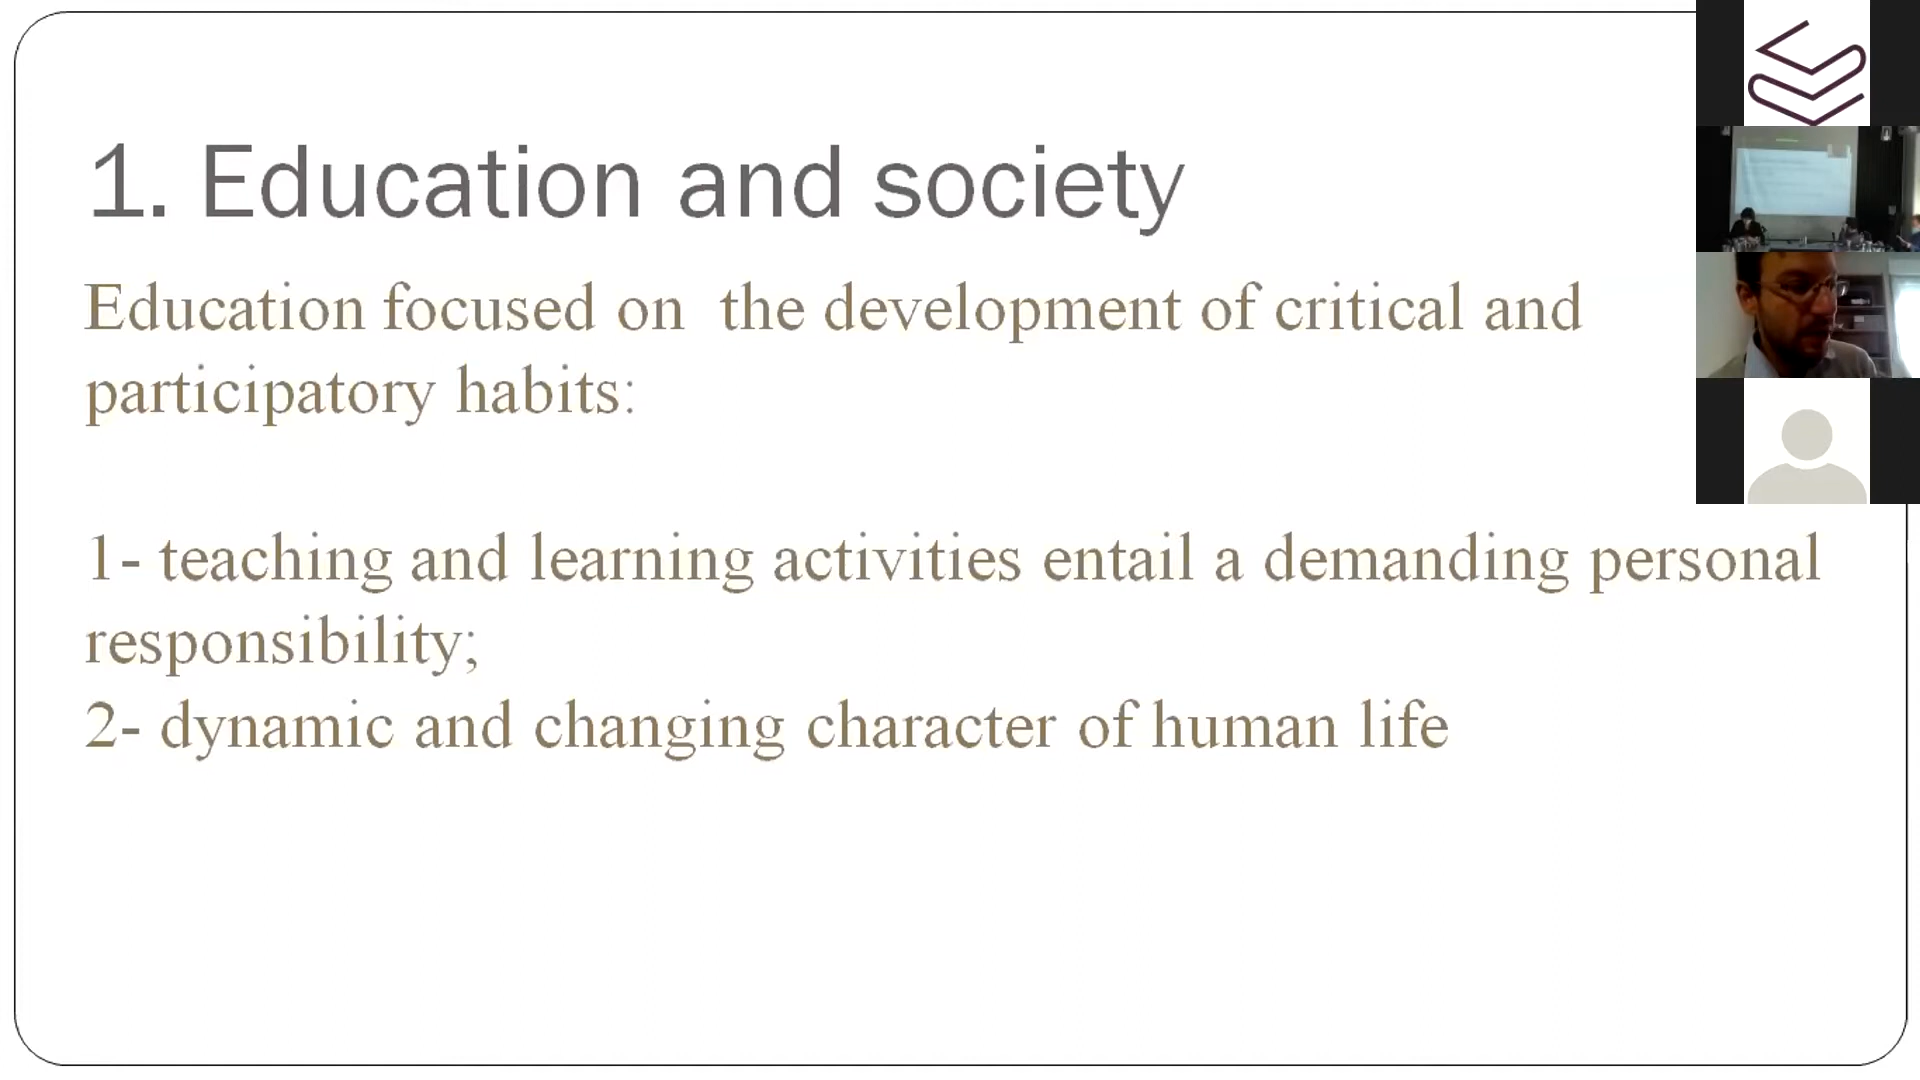 1. Education and society
Education focused on  the development of critical and
participatory habits:
1- teaching and learning activities entail a demanding personal
responsibility;
2- dynamic and changing character of human life